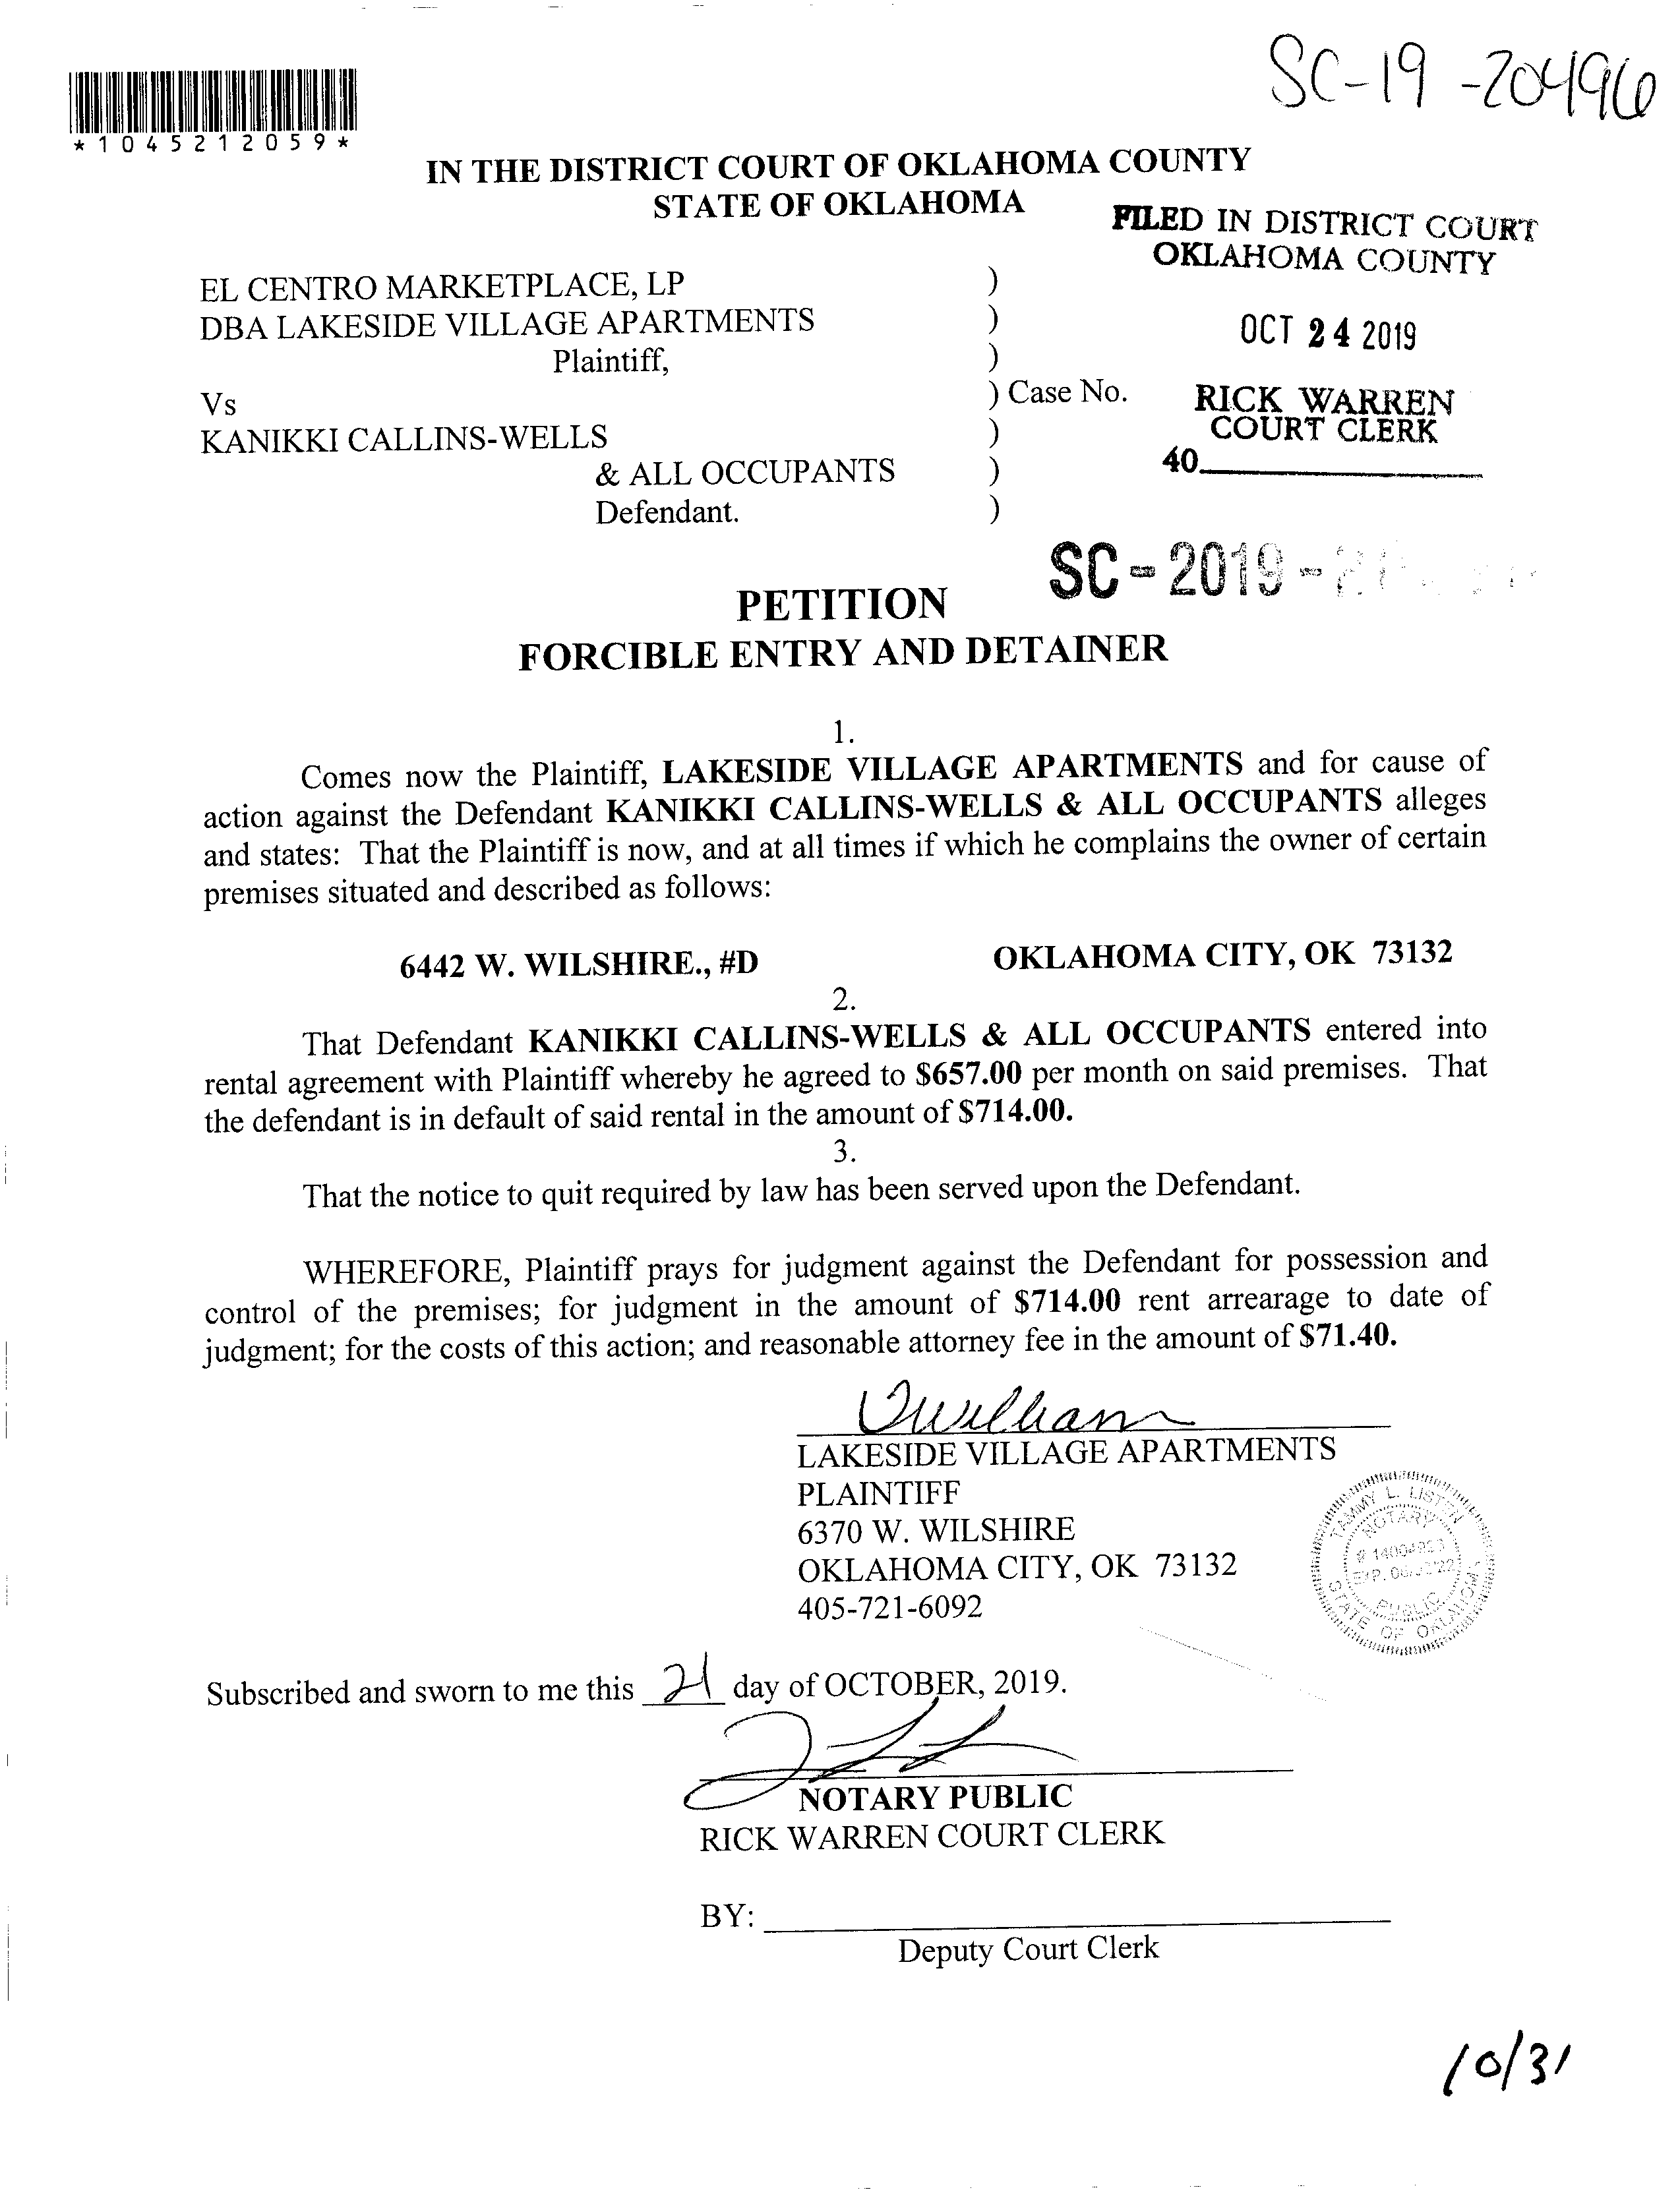 SC-19-20496
*1045212059*
IN THE DISTRICT COURT OF OKLAHOMA COUNTY
STATE OF OKLAHOMA
FILED IN DISTRICT COURT
OKLAHOMA COUNTY
EL CENTRO MARKETPLACE, LP )
DBA LAKESIDE VILLAGE APARTMENTS )
OCT 24 2019
Plaintiff, )
Vs ) Case No.
RICK WARREN
COURT CLERK
KANIKKI CALLINS-WELLS )
40
& ALL OCCUPANTS )
Defendant. )
SC-2019-
PETITION
FORCIBLE ENTRY AND DETAINER
1.
Comes now the Plaintiff, LAKESIDE VILLAGE APARTMENTS and for cause of
action against the Defendant KANIKKI CALLINS-WELLS & ALL OCCUPANTS alleges
and states: That the Plaintiff is now, and at all times if which he complains the owner of certain
premises situated and described as follows:
6442 W. WILSHIRE., #D OKLAHOMA CITY, OK 73132
2.
That Defendant KANIKKI CALLINS-WELLS & ALL OCCUPANTS entered into
rental agreement with Plaintiff whereby he agreed to $657.00 per month on said premises. That
the defendant is in default of said rental in the amount of $714.00.
3.
That the notice to quit required by law has been served upon the Defendant.
WHEREFORE, Plaintiff prays for judgment against the Defendant for possession and
control of the premises; for judgment in the amount of $714.00 rent arrearage to date of
judgment; for the costs of this action; and reasonable attorney fee in the amount of $71.40.
LAKESIDE VILLAGE APARTMENTS
PLAINTIFF
6370 W. WILSHIRE
OKLAHOMA CITY, OK 73132
405-721-6092
TAMMY L. LISTEN
NOTARY
PUBLIC
STATE OF OKLAHOMA
Subscribed and sworn to me this 21 day of OCTOBER, 2019.
NOTARY PUBLIC
RICK WARREN COURT CLERK
BY:
Deputy Court Clerk
10/31